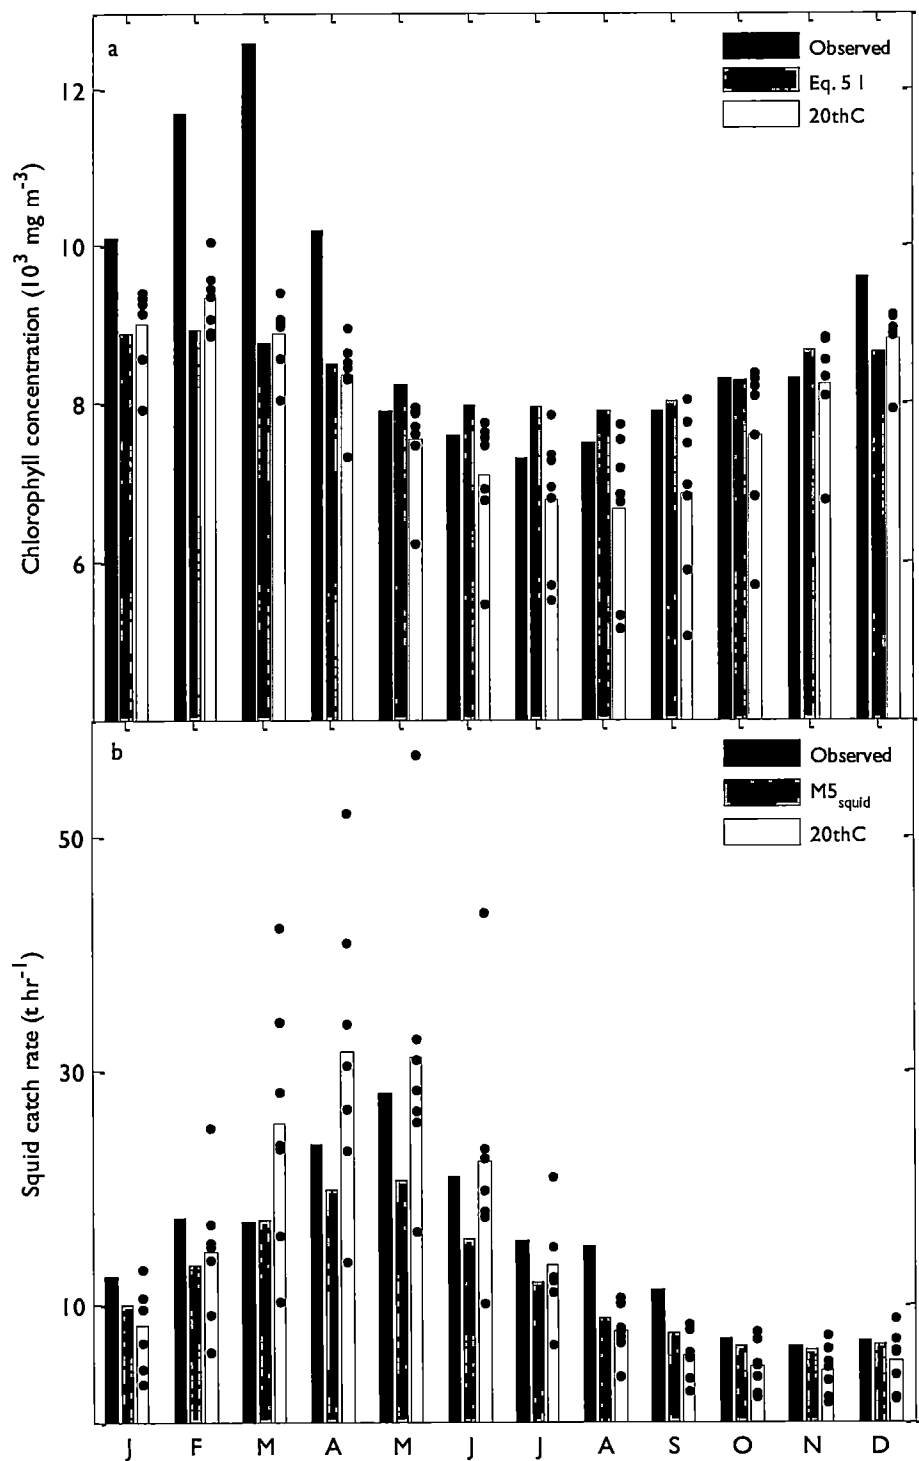 a
Observed
Eq. 5 1
20thC
12
10
8
6
Chlorophyll concentration (10³ mg m⁻³)
b
Observed
M5squid
20thC
50
30
10
Squid catch rate (t hr⁻¹)
J F M A M J J A S O N D